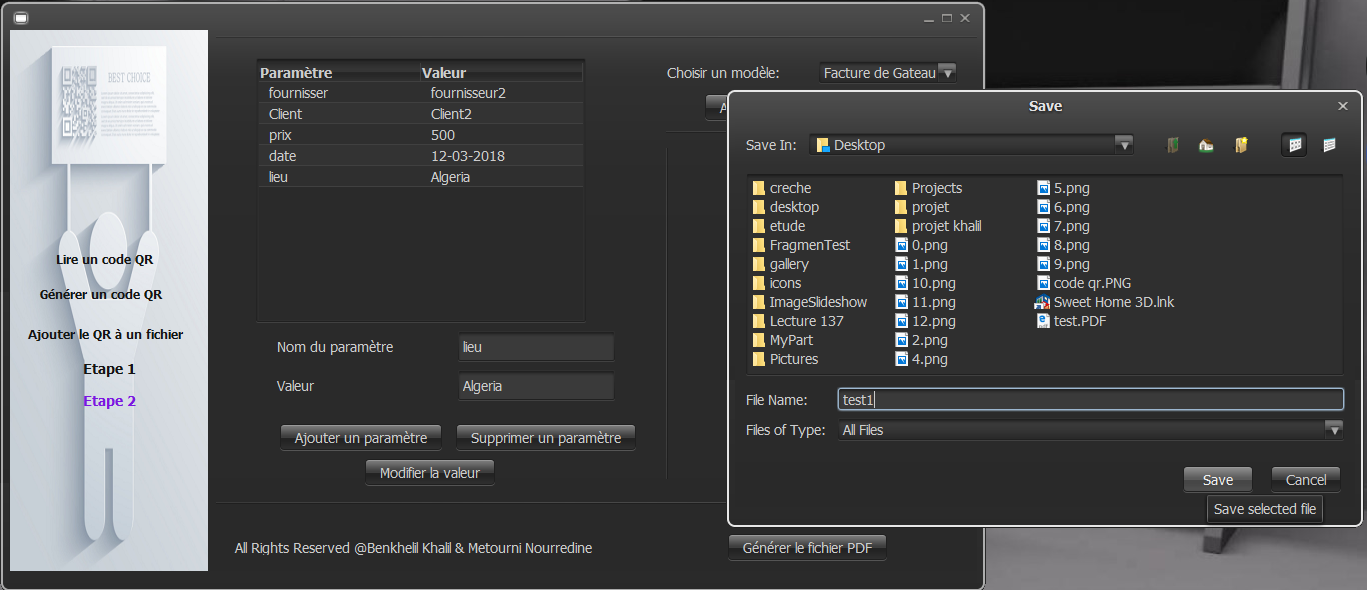 BEST CHOICE
Lire un code QR
Générer un code QR
Ajouter le QR à un fichier
Etape 1
Etape 2
Paramètre Valeur
fournisser fournisseur2
Client Client2
prix 500
date 12-03-2018
lieu Algeria
Nom du paramètre lieu
Valeur Algeria
Ajouter un paramètre Supprimer un paramètre
Modifier la valeur
All Rights Reserved @Benkhelil Khalil & Metourni Nourredine
Choisir un modèle: Facture de Gateau
Générer le fichier PDF
Save
Save In: Desktop
creche Projects 5.png
desktop projet 6.png
etude projet khalil 7.png
FragmenTest 0.png 8.png
gallery 1.png 9.png
icons 10.png code qr.PNG
ImageSlideshow 11.png Sweet Home 3D.lnk
Lecture 137 12.png test.PDF
MyPart 2.png
Pictures 4.png
File Name: test1
Files of Type: All Files
Save Cancel
Save selected file